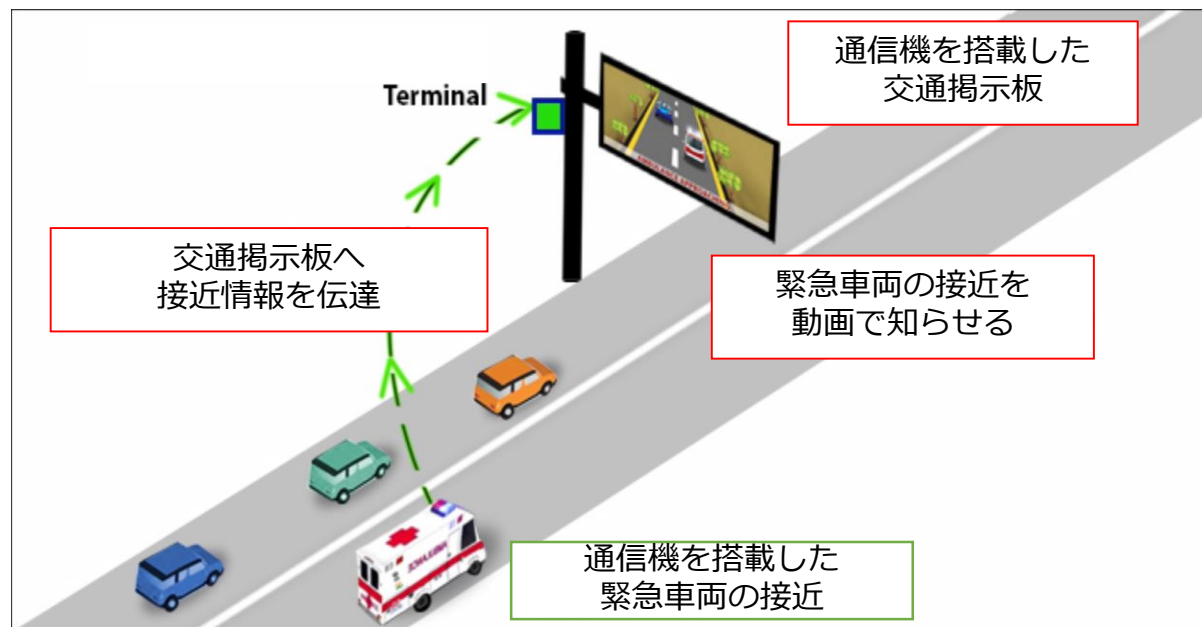 通信機を搭載した
交通掲示板
Terminal
AMBULANCE APPROACHING
交通掲示板へ
接近情報を伝達
緊急車両の接近を
動画で知らせる
通信機を搭載した
緊急車両の接近